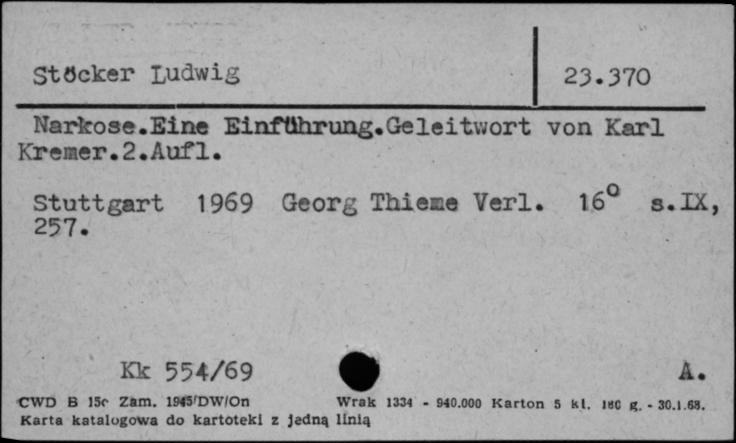 Stöcker Ludwig
23.370
Narkose.Eine Einführung.Geleitwort von Karl
Kremer.2.Aufl.
Stuttgart 1969 Georg Thieme Verl. 16° s.IX,
257.
Kk 554/69
A.
CWD B 15c Zam. 1945/DW/On
Wrak 1334 - 940.000 Karton 5 kl. 180 g. - 30.1.68.
Karta katalogowa do kartoteki z jedną linią